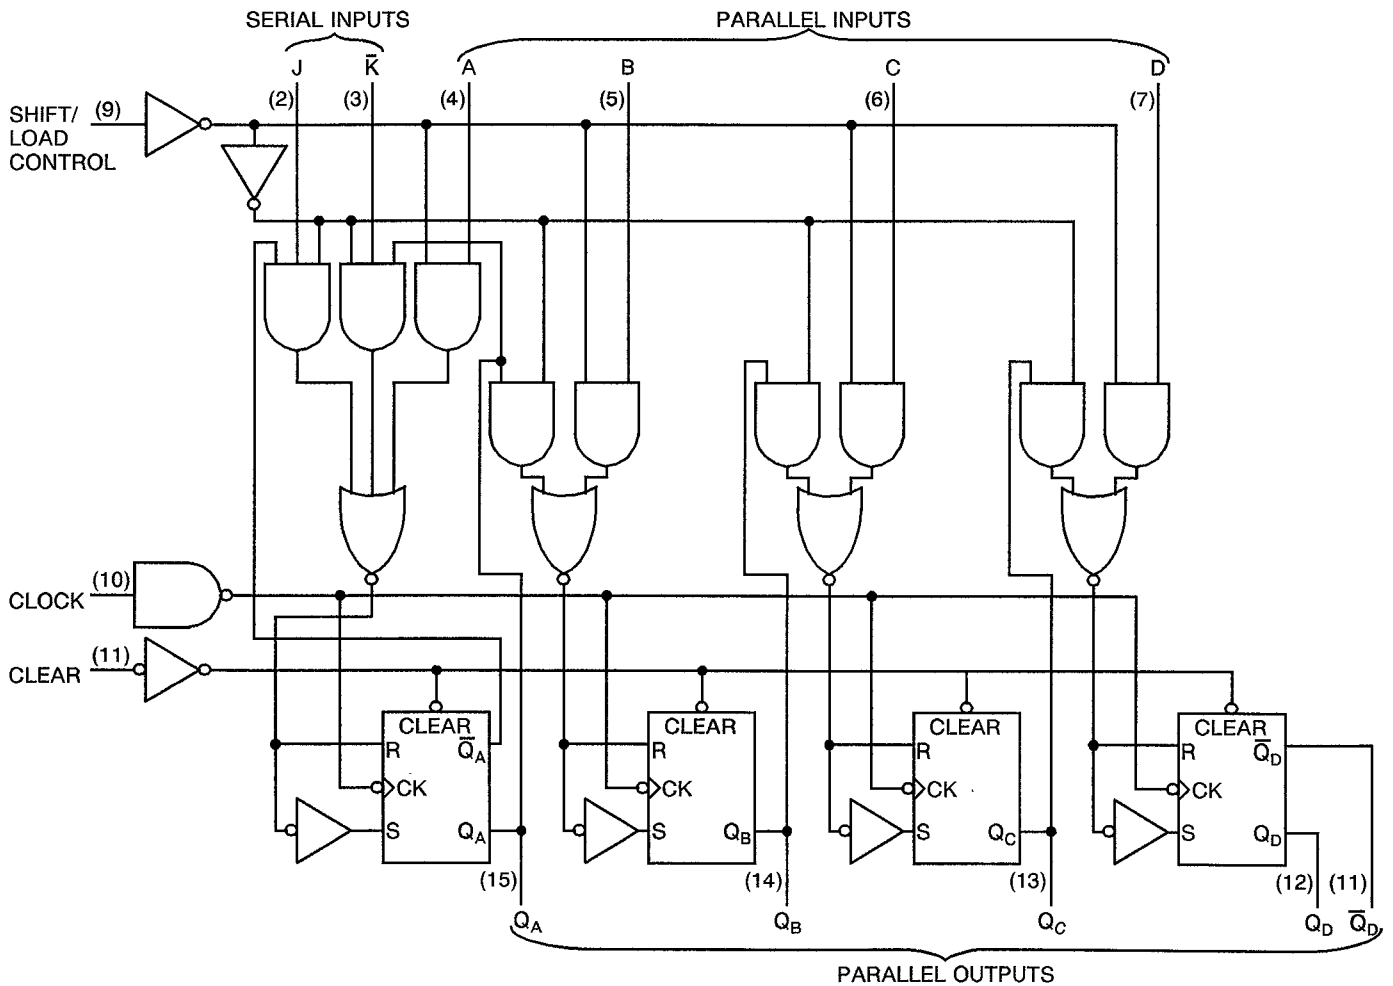 SERIAL INPUTS
PARALLEL INPUTS
J K̅ A B C D
(2) (3) (4) (5) (6) (7)
SHIFT/
LOAD
CONTROL
(9)
CLOCK (10)
CLEAR (11)
CLEAR CLEAR CLEAR CLEAR
R Q̅A R R R Q̅D
CK CK CK CK
S QA S QB S QC S QD
(15) (14) (13) (12) (11)
QA QB QC QD Q̅D
PARALLEL OUTPUTS